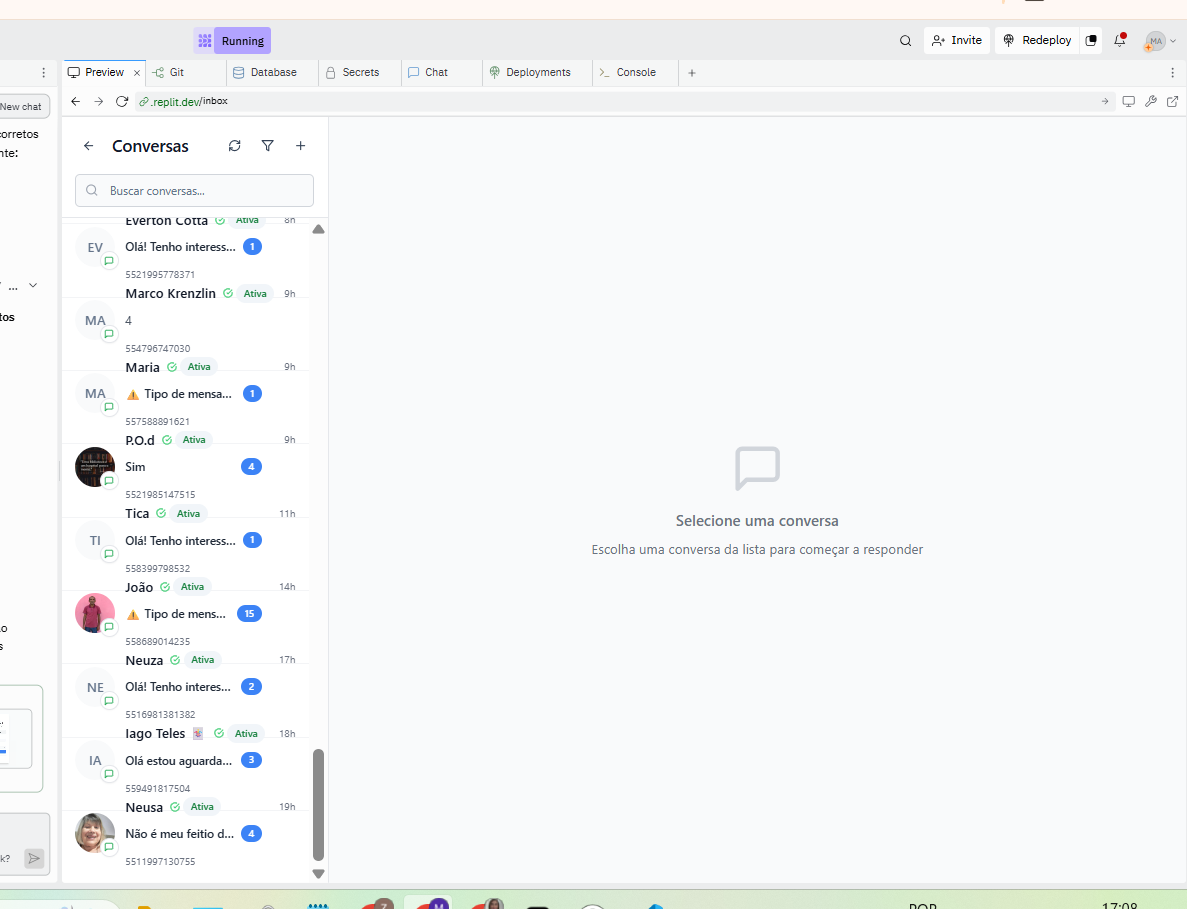 Running
Invite
Redeploy
MA
Preview
Git
Database
Secrets
Chat
Deployments
Console
New chat
.replit.dev/inbox
Conversas
Buscar conversas...
Everton Cotta Ativa 8h
EV Olá! Tenho interess... 1
5521995778371
Marco Krenzlin Ativa 9h
MA 4
554796747030
Maria Ativa 9h
MA ⚠️ Tipo de mensa... 1
557588891621
P.O.d Ativa 9h
Sim 4
5521985147515
Tica Ativa 11h
TI Olá! Tenho interess... 1
558399798532
João Ativa 14h
⚠️ Tipo de mens... 15
558689014235
Neuza Ativa 17h
NE Olá! Tenho interes... 2
5516981381382
Iago Teles 🃏 Ativa 18h
IA Olá estou aguarda... 3
559491817504
Neusa Ativa 19h
Não é meu feitio d... 4
5511997130755
Selecione uma conversa
Escolha uma conversa da lista para começar a responder
POR
17:08